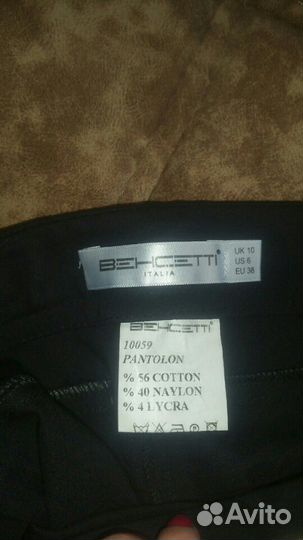 BEHCETTI
ITALIA
UK 10
US 6
EU 38
BEHCETTI
10059
PANTOLON
% 56 COTTON
% 40 NAYLON
% 4 LYCRA
Avito